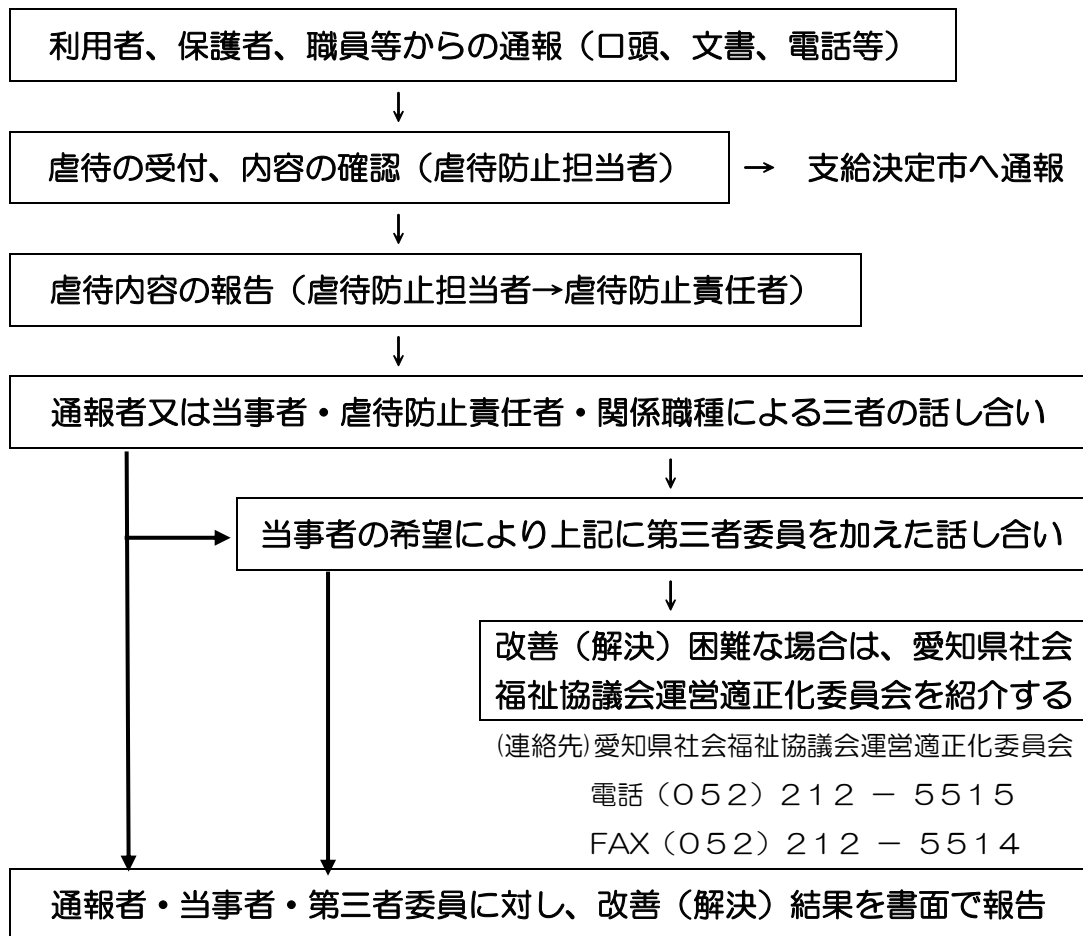 利用者、保護者、職員等からの通報（口頭、文書、電話等）
↓
虐待の受付、内容の確認（虐待防止担当者） → 支給決定市へ通報
↓
虐待内容の報告（虐待防止担当者→虐待防止責任者）
↓
通報者又は当事者・虐待防止責任者・関係職種による三者の話し合い
↓
当事者の希望により上記に第三者委員を加えた話し合い
↓
改善（解決）困難な場合は、愛知県社会
福祉協議会運営適正化委員会を紹介する
(連絡先)愛知県社会福祉協議会運営適正化委員会
電話（０５２）２１２ － ５５１５
FAX（０５２）２１２ － ５５１４
通報者・当事者・第三者委員に対し、改善（解決）結果を書面で報告